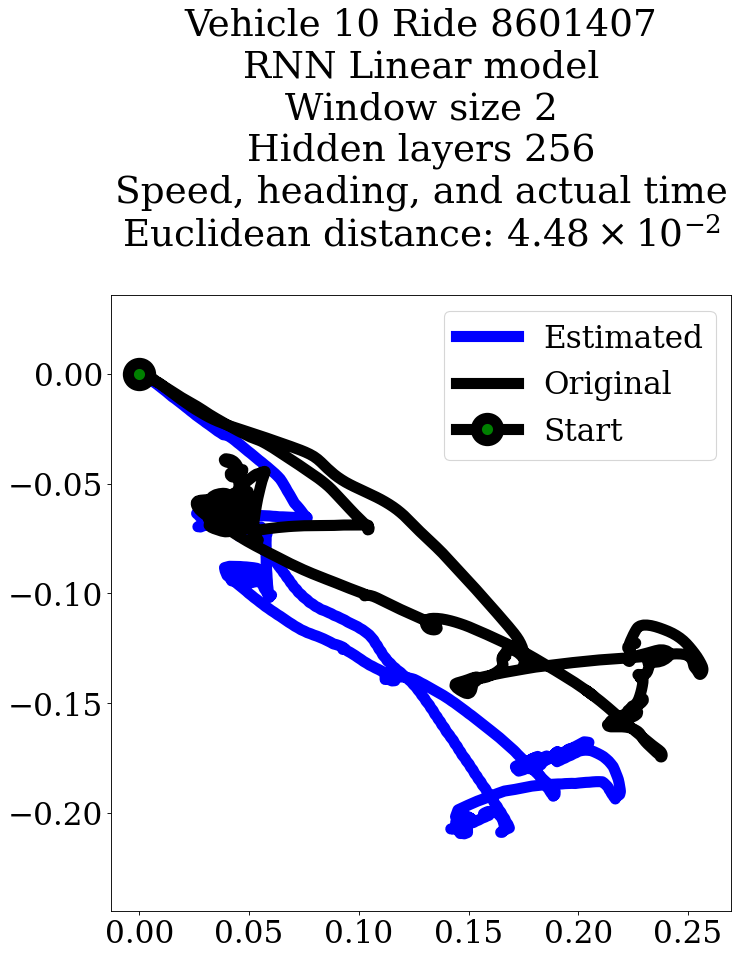 Vehicle 10 Ride 8601407
RNN Linear model
Window size 2
Hidden layers 256
Speed, heading, and actual time
Euclidean distance: 4.48 × 10⁻²
Estimated
Original
Start
0.00
−0.05
−0.10
−0.15
−0.20
0.00 0.05 0.10 0.15 0.20 0.25